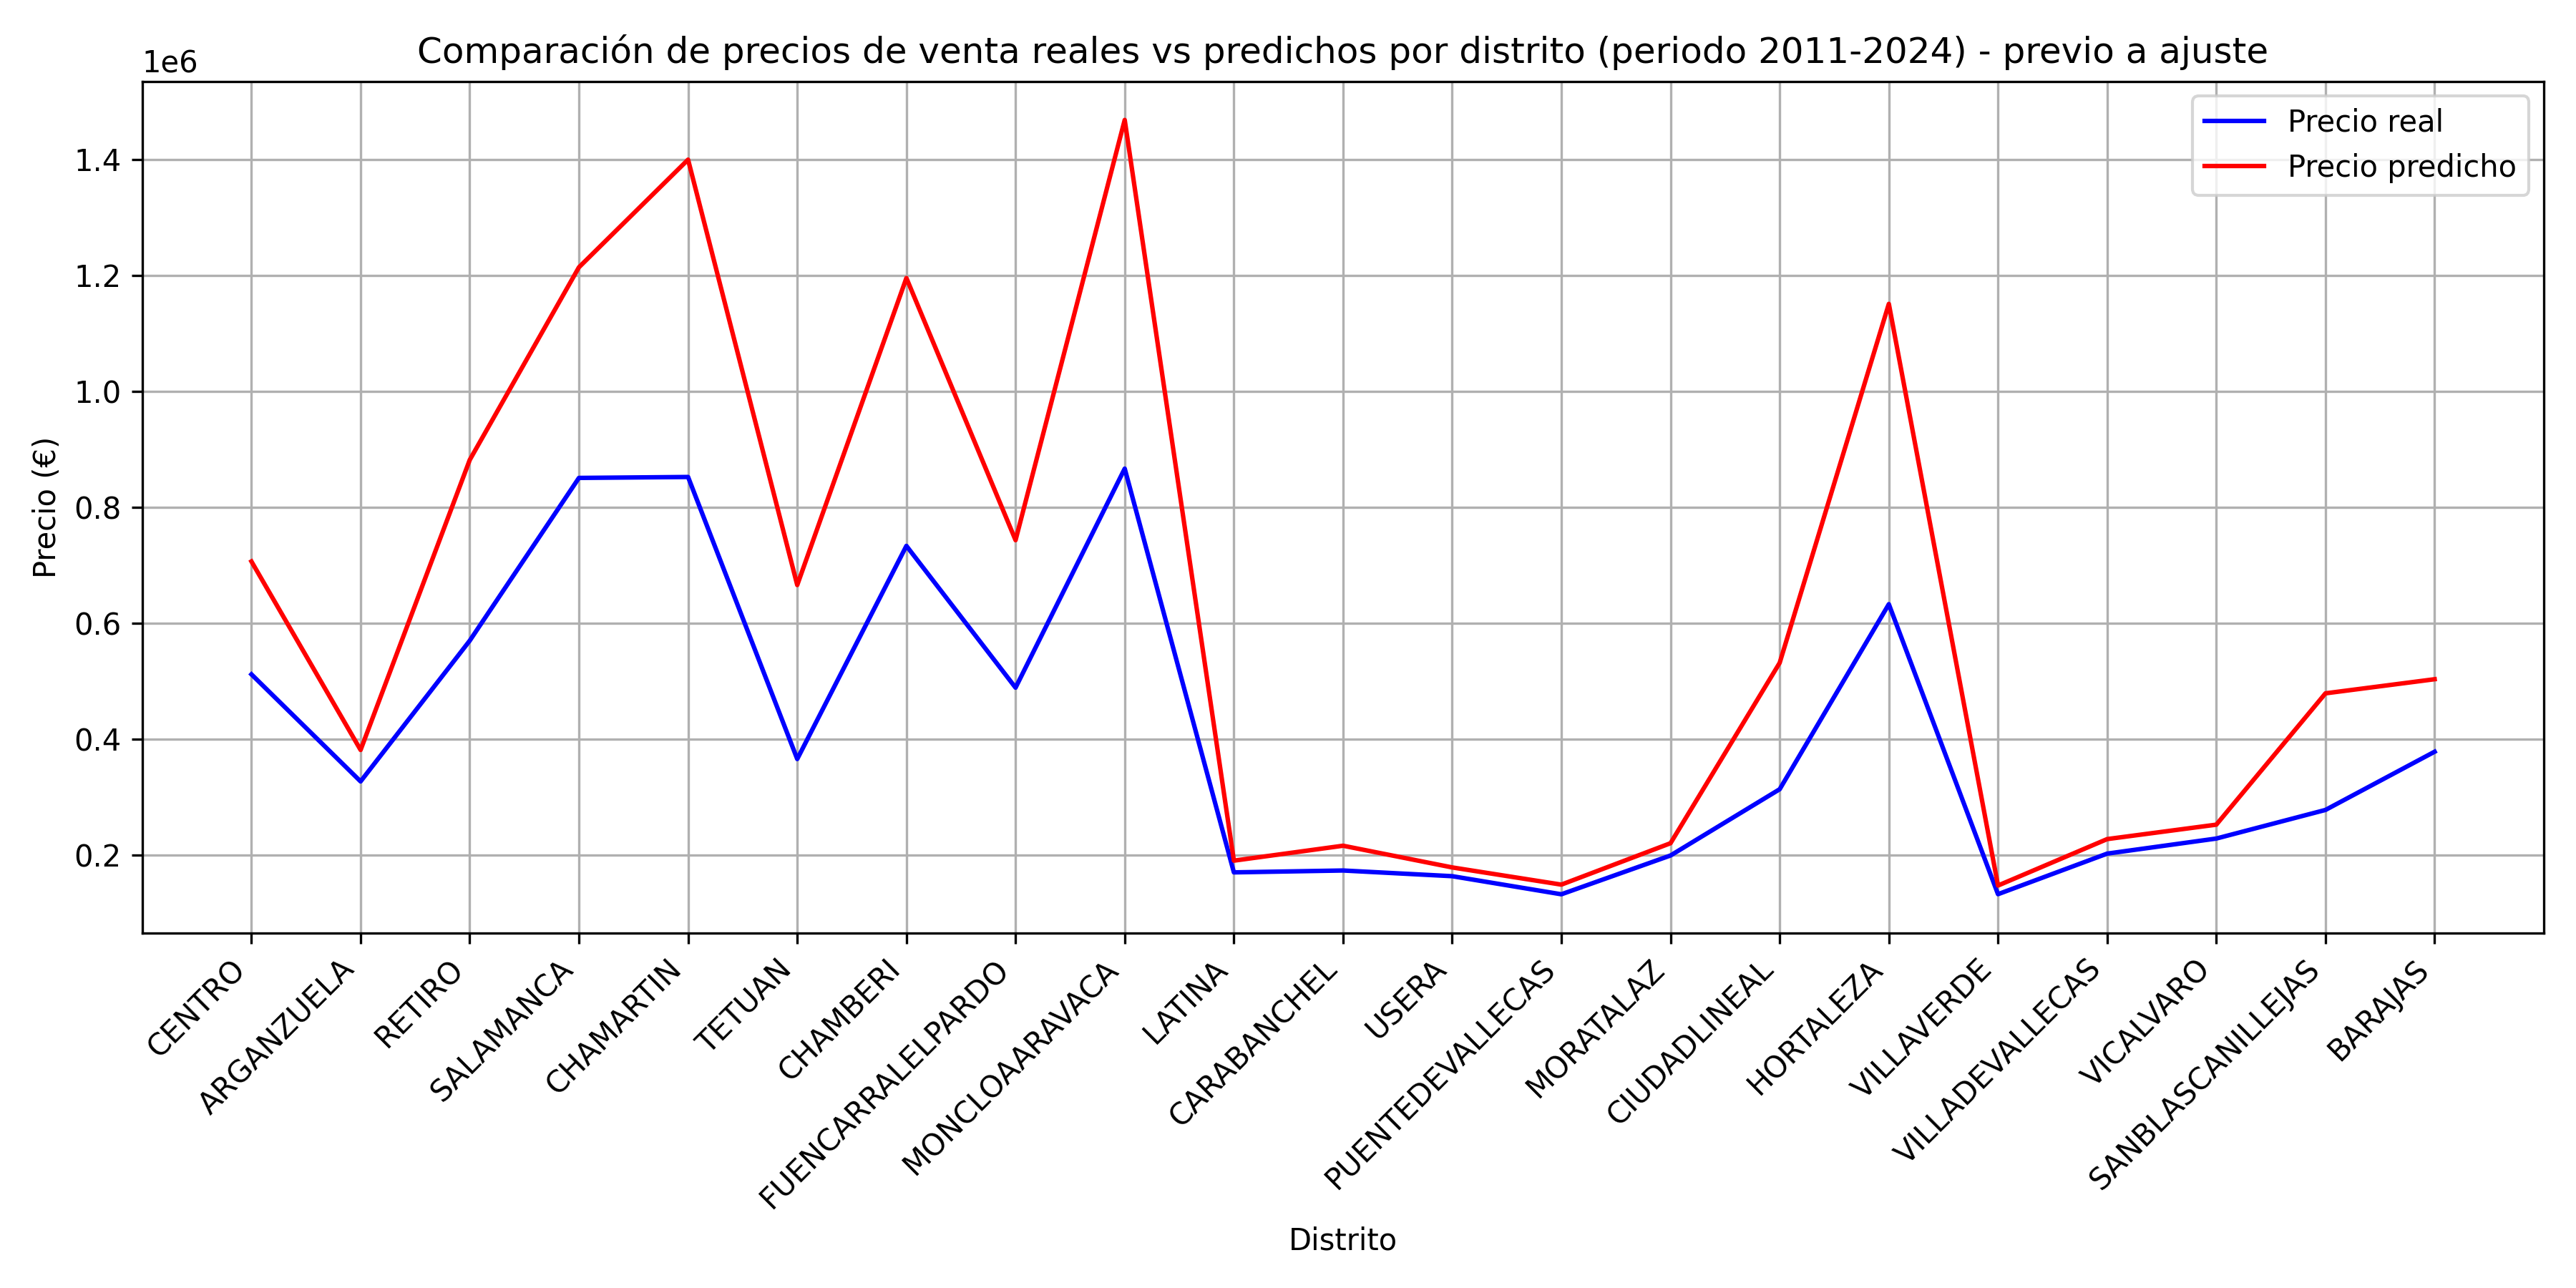 Comparación de precios de venta reales vs predichos por distrito (periodo 2011-2024) - previo a ajuste
1e6
Precio real
Precio predicho
1.4
1.2
1.0
0.8
0.6
0.4
0.2
Precio (€)
CENTRO
ARGANZUELA
RETIRO
SALAMANCA
CHAMARTIN
TETUAN
CHAMBERI
FUENCARRALELPARDO
MONCLOAARAVACA
LATINA
CARABANCHEL
USERA
PUENTEDEVALLECAS
MORATALAZ
CIUDADLINEAL
HORTALEZA
VILLAVERDE
VILLADEVALLECAS
VICALVARO
SANBLASCANILLEJAS
BARAJAS
Distrito